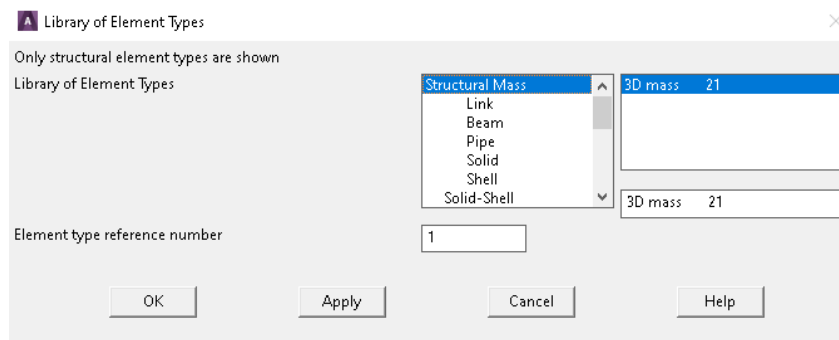 Library of Element Types
Only structural element types are shown
Library of Element Types
Structural Mass
Link
Beam
Pipe
Solid
Shell
Solid-Shell
3D mass 21
3D mass 21
Element type reference number
1
OK
Apply
Cancel
Help